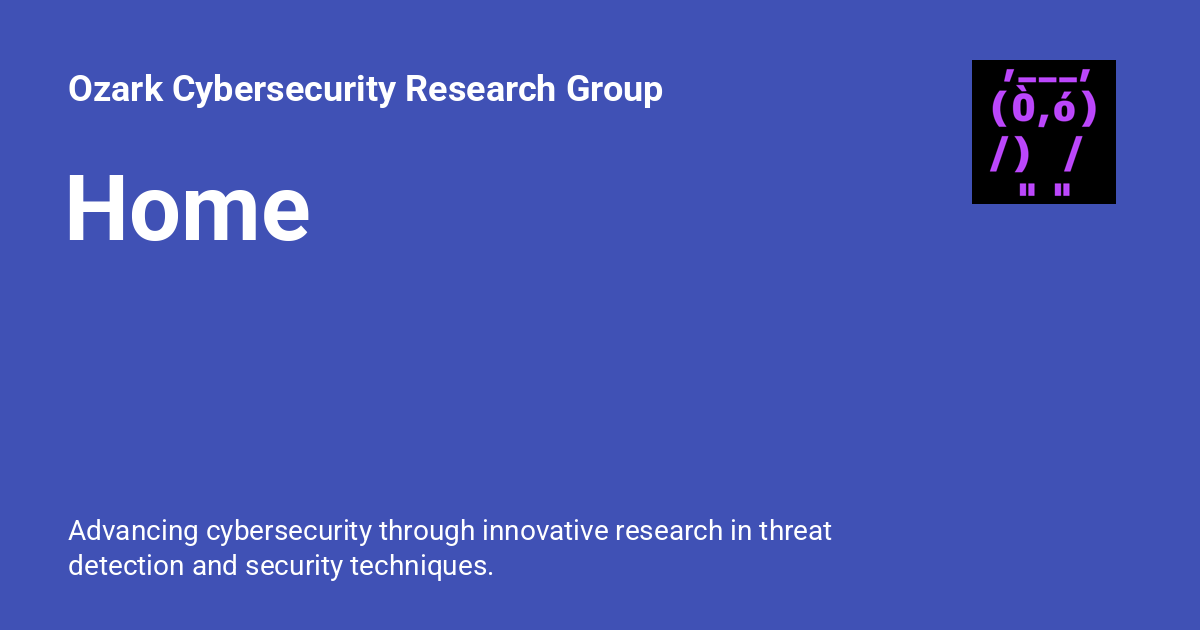 Ozark Cybersecurity Research Group
Home
,___,
(Ò,ó)
/) /
" "
Advancing cybersecurity through innovative research in threat
detection and security techniques.